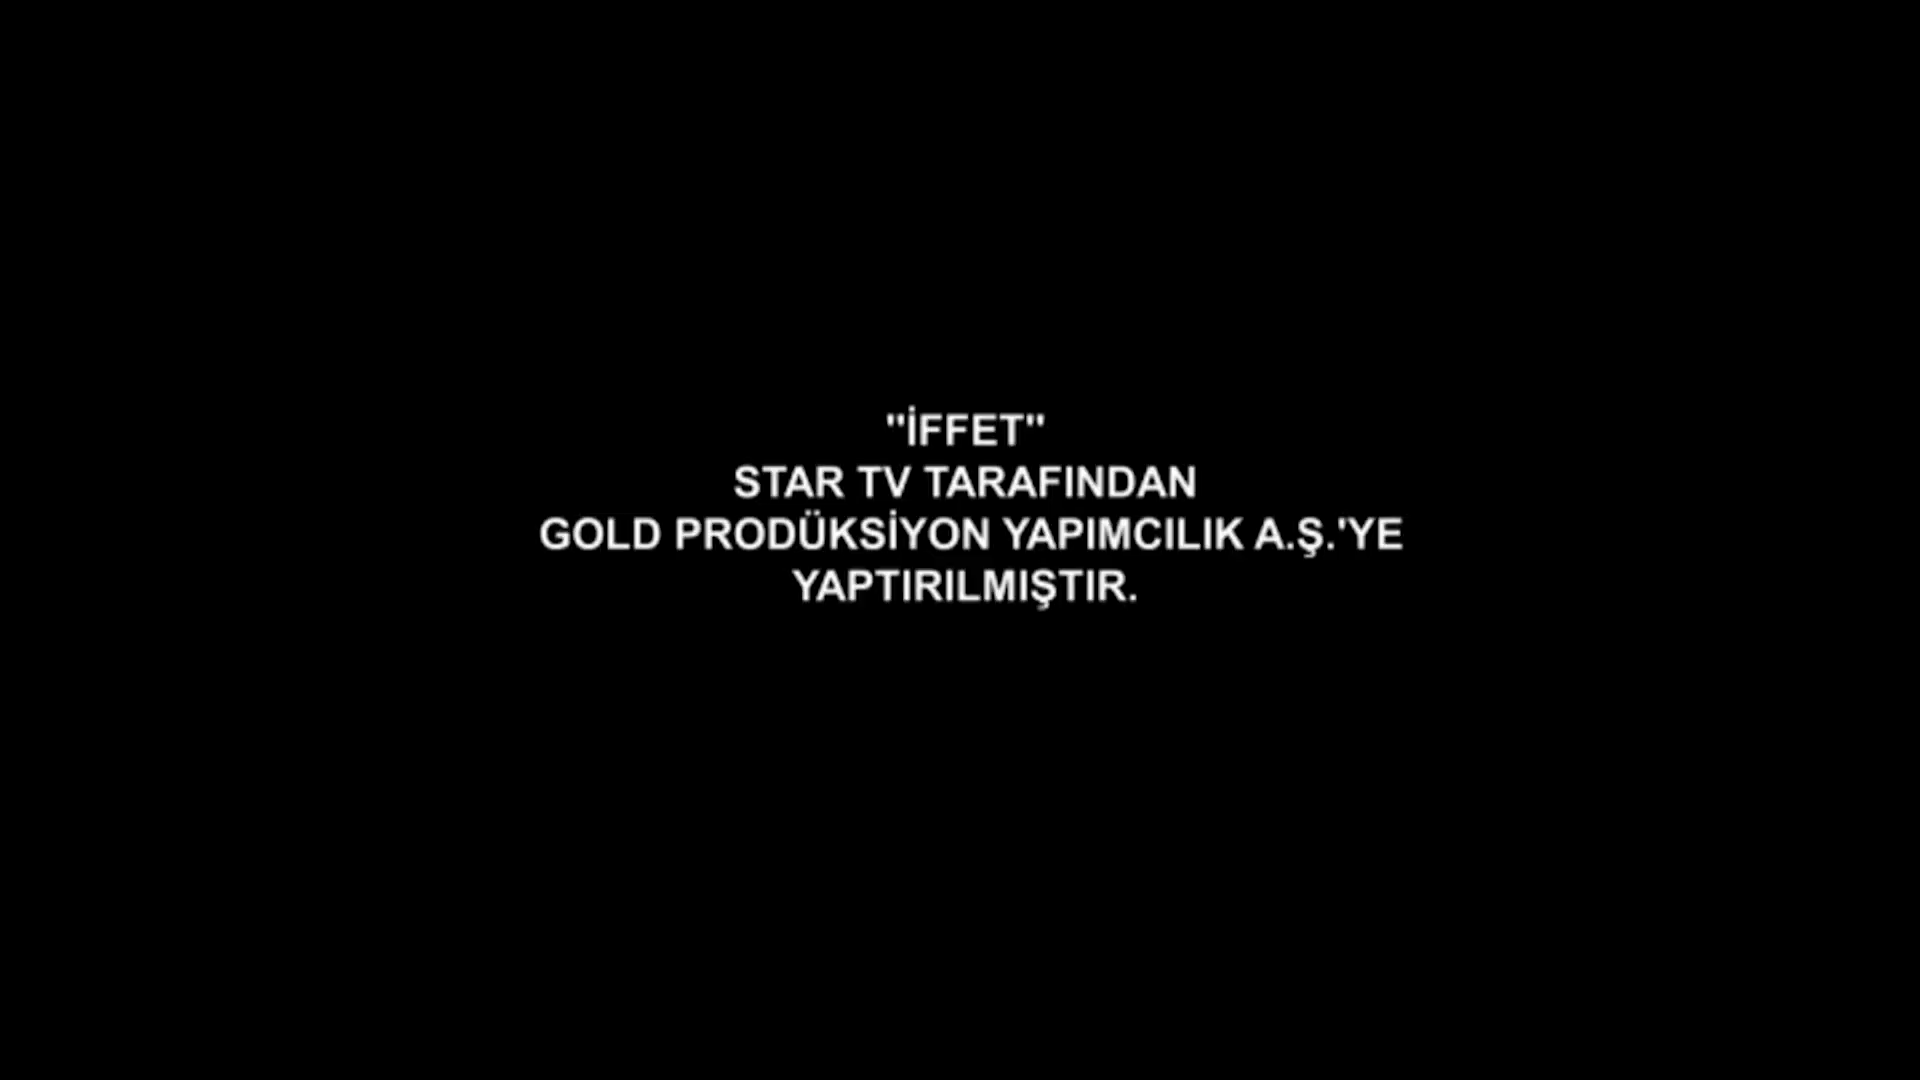 "İFFET"
STAR TV TARAFINDAN
GOLD PRODÜKSİYON YAPIMCILIK A.Ş.'YE
YAPTIRILMIŞTIR.